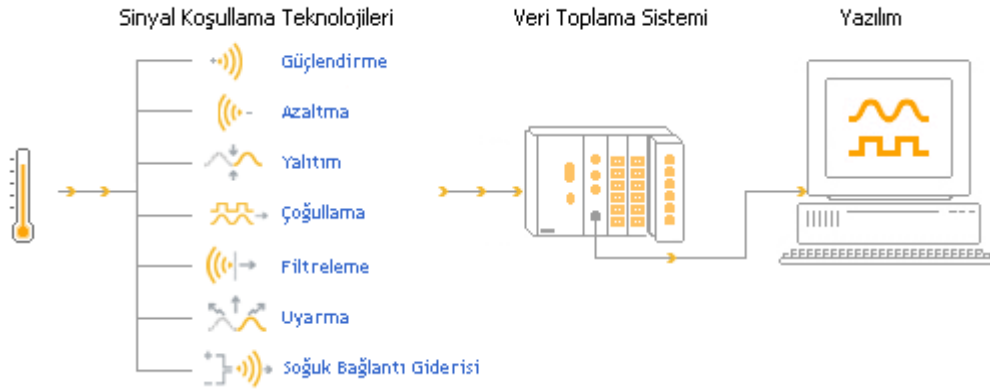 Sinyal Koşullama Teknolojileri
Veri Toplama Sistemi
Yazılım
Güçlendirme
Azaltma
Yalıtım
Çoğullama
Filtreleme
Uyarma
Soğuk Bağlantı Giderisi